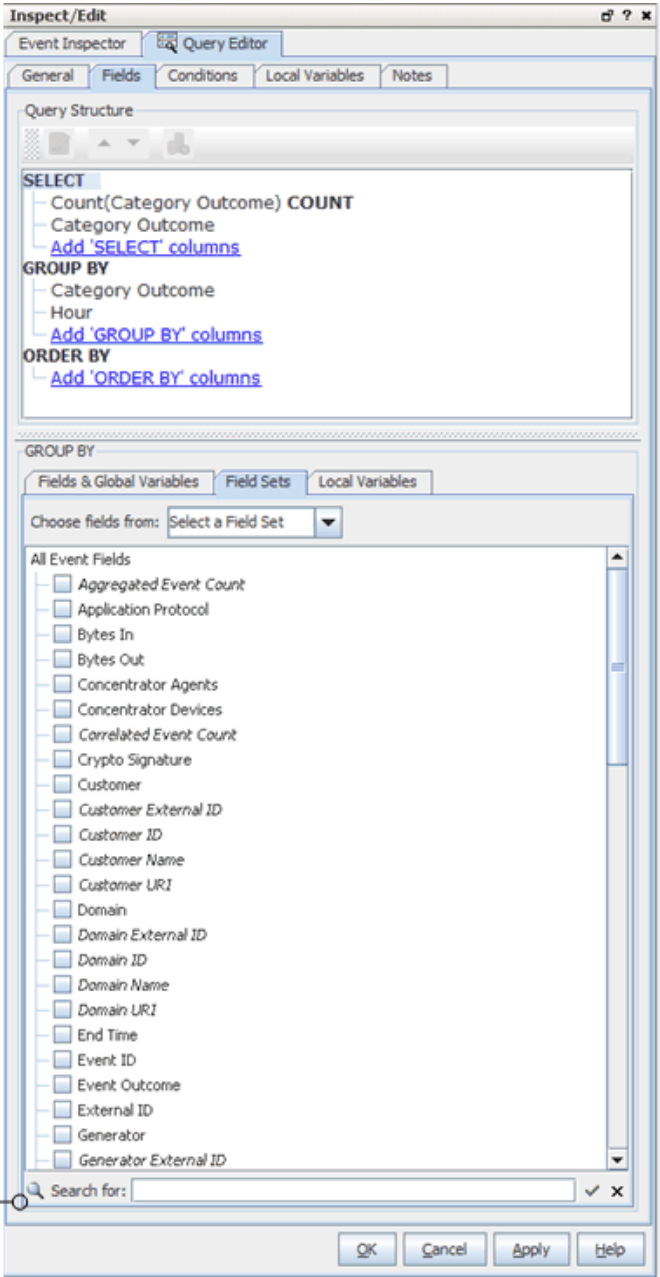 Inspect/Edit
Event Inspector Query Editor
General Fields Conditions Local Variables Notes
Query Structure
SELECT
Count(Category Outcome) COUNT
Category Outcome
Add 'SELECT' columns
GROUP BY
Category Outcome
Hour
Add 'GROUP BY' columns
ORDER BY
Add 'ORDER BY' columns
GROUP BY
Fields & Global Variables Field Sets Local Variables
Choose fields from: Select a Field Set
All Event Fields
Aggregated Event Count
Application Protocol
Bytes In
Bytes Out
Concentrator Agents
Concentrator Devices
Correlated Event Count
Crypto Signature
Customer
Customer External ID
Customer ID
Customer Name
Customer URI
Domain
Domain External ID
Domain ID
Domain Name
Domain URI
End Time
Event ID
Event Outcome
External ID
Generator
Generator External ID
Search for:
OK Cancel Apply Help